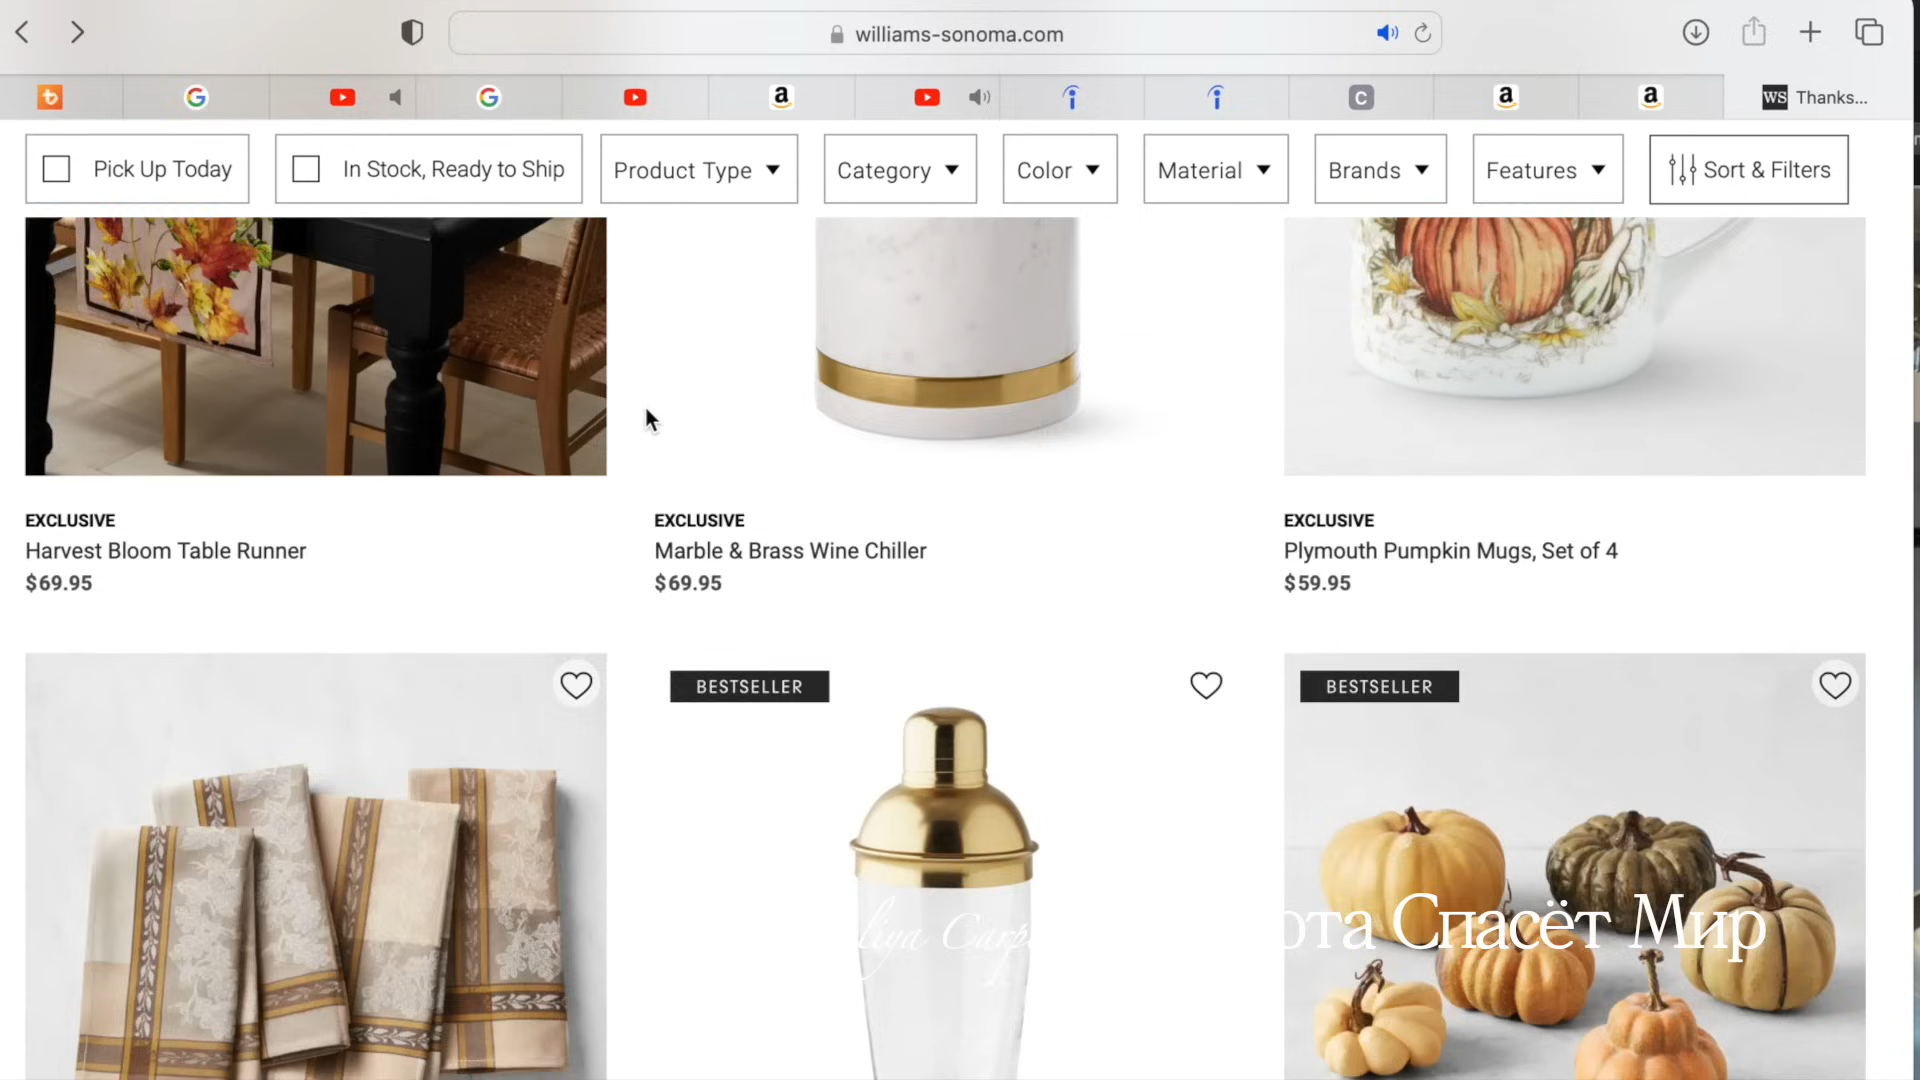 williams-sonoma.com
WS Thanks...
Pick Up Today
In Stock, Ready to Ship
Product Type
Category
Color
Material
Brands
Features
Sort & Filters
EXCLUSIVE
Harvest Bloom Table Runner
$69.95
EXCLUSIVE
Marble & Brass Wine Chiller
$69.95
EXCLUSIVE
Plymouth Pumpkin Mugs, Set of 4
$59.95
BESTSELLER
BESTSELLER
Спасёт Мир